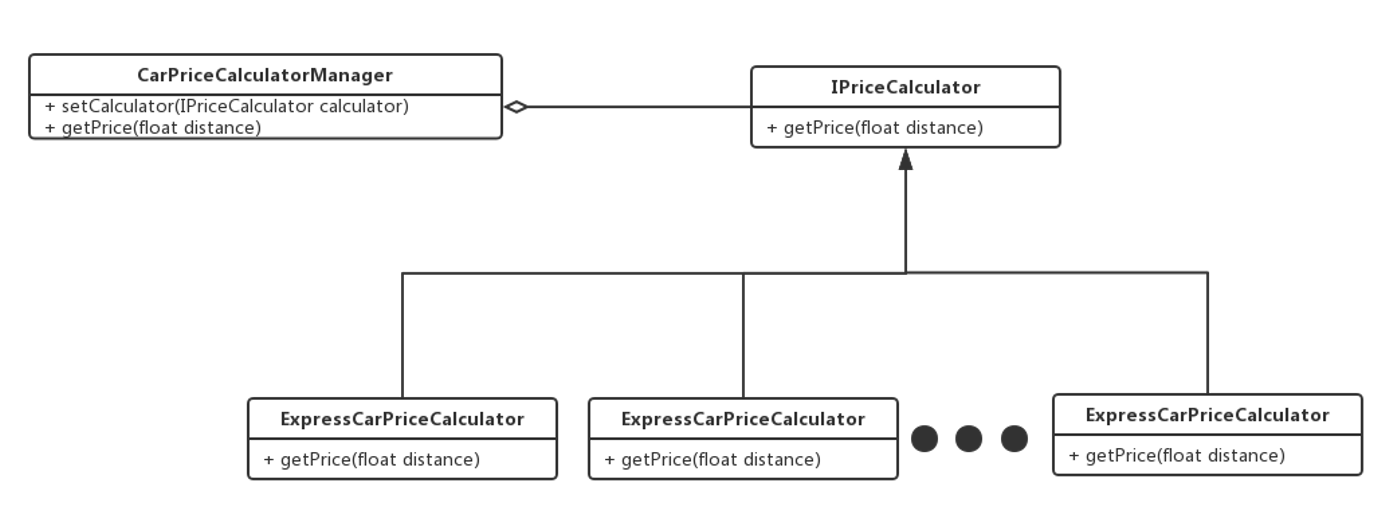 CarPriceCalculatorManager
+ setCalculator(IPriceCalculator calculator)
+ getPrice(float distance)
IPriceCalculator
+ getPrice(float distance)
ExpressCarPriceCalculator
+ getPrice(float distance)
ExpressCarPriceCalculator
+ getPrice(float distance)
ExpressCarPriceCalculator
+ getPrice(float distance)